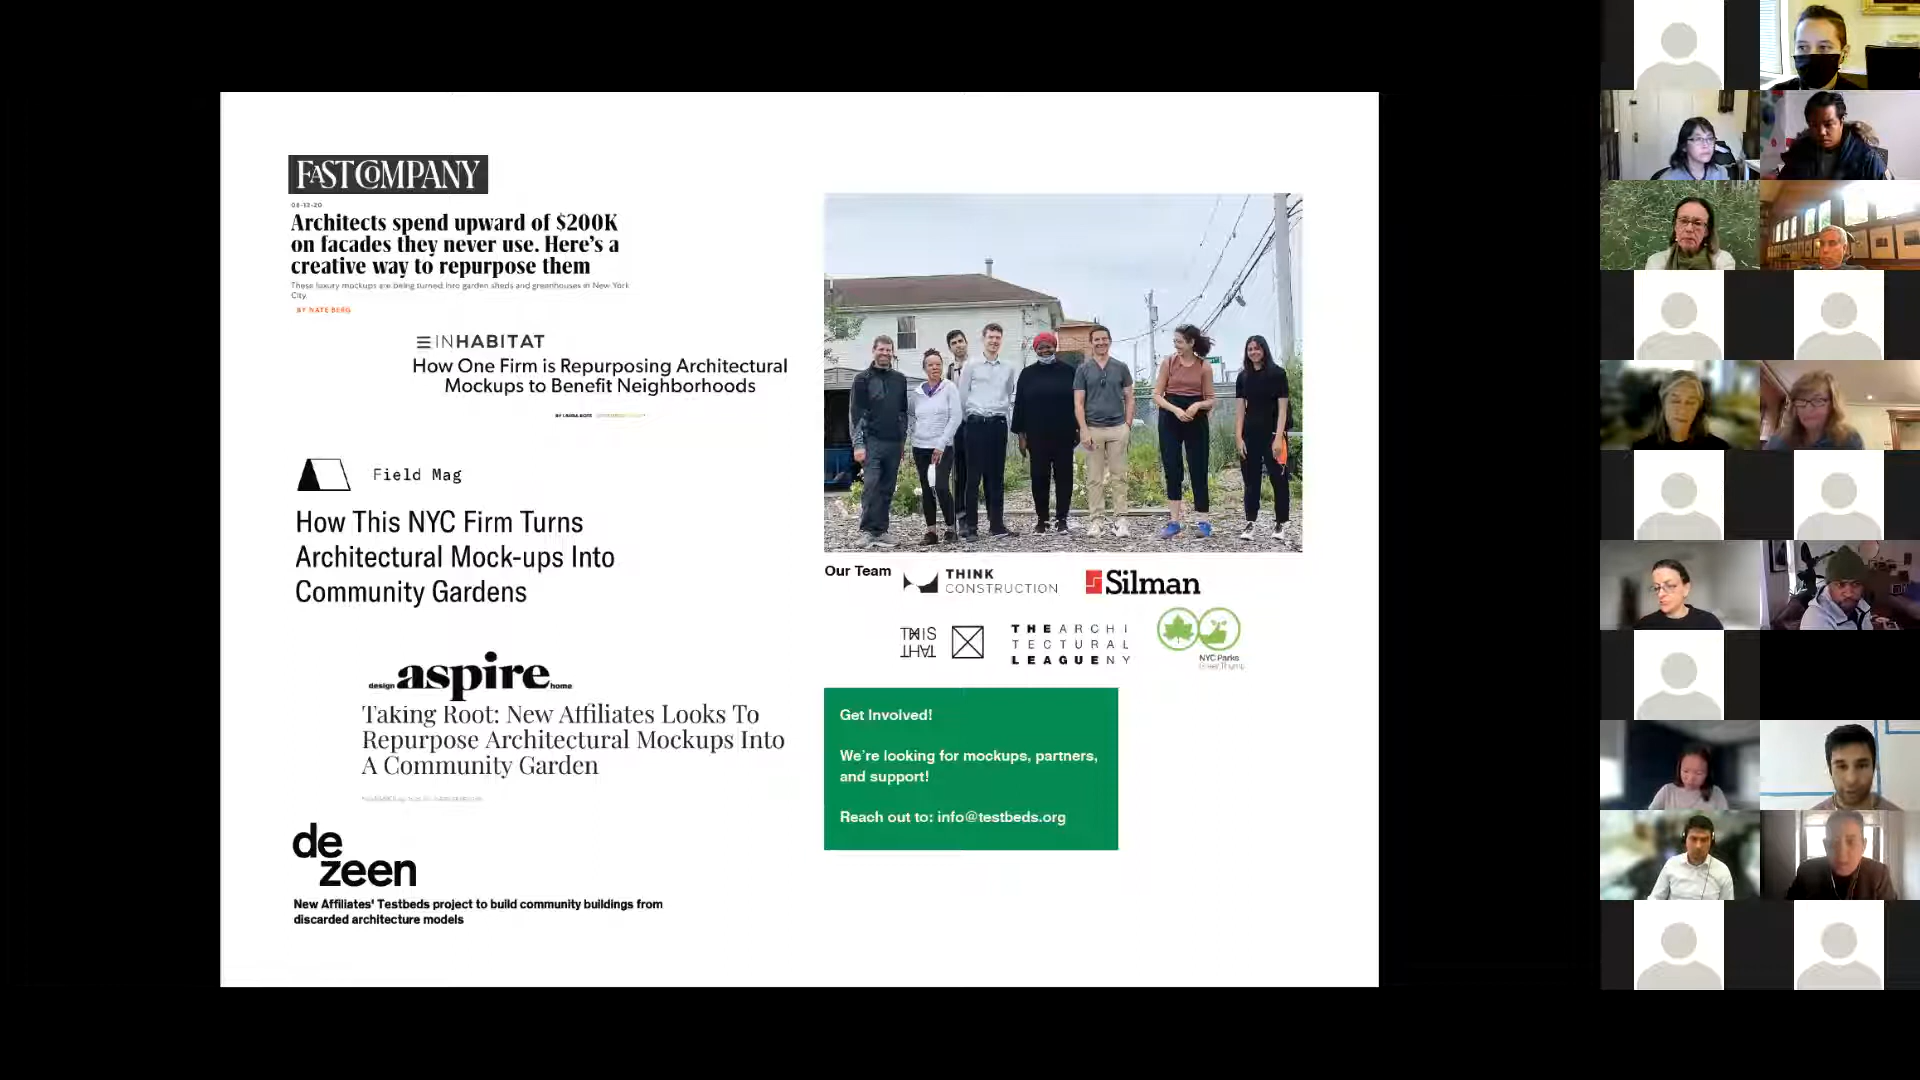 FAST COMPANY
08-13-20
Architects spend upward of $200K
on facades they never use. Here's a
creative way to repurpose them
These luxury mockups are being turned into garden sheds and greenhouses in New York
City
BY NATE BERG
INHABITAT
How One Firm is Repurposing Architectural
Mockups to Benefit Neighborhoods
Field Mag
How This NYC Firm Turns
Architectural Mock-ups Into
Community Gardens
design aspire home
Taking Root: New Affiliates Looks To
Repurpose Architectural Mockups Into
A Community Garden
de
zeen
New Affiliates' Testbeds project to build community buildings from
discarded architecture models
Our Team
THINK
CONSTRUCTION
Silman
THIS
THAT
THE ARCHI
TECTURAL
LEAGUE NY
NYC Parks
GreenThumb
Get Involved!
We're looking for mockups, partners,
and support!
Reach out to: info@testbeds.org